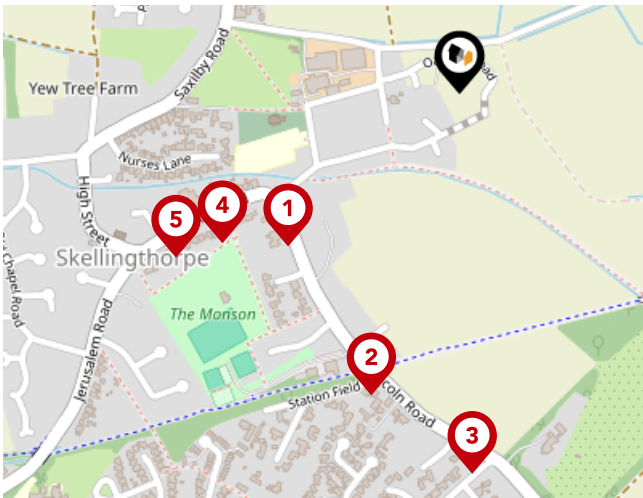 Saxilby Road
Yew Tree Farm
Nurses Lane
High Street
5
4
1
Skellingthorpe
Chapel Road
The Monson
Jerusalem Road
2
Station Field
coln Road
3